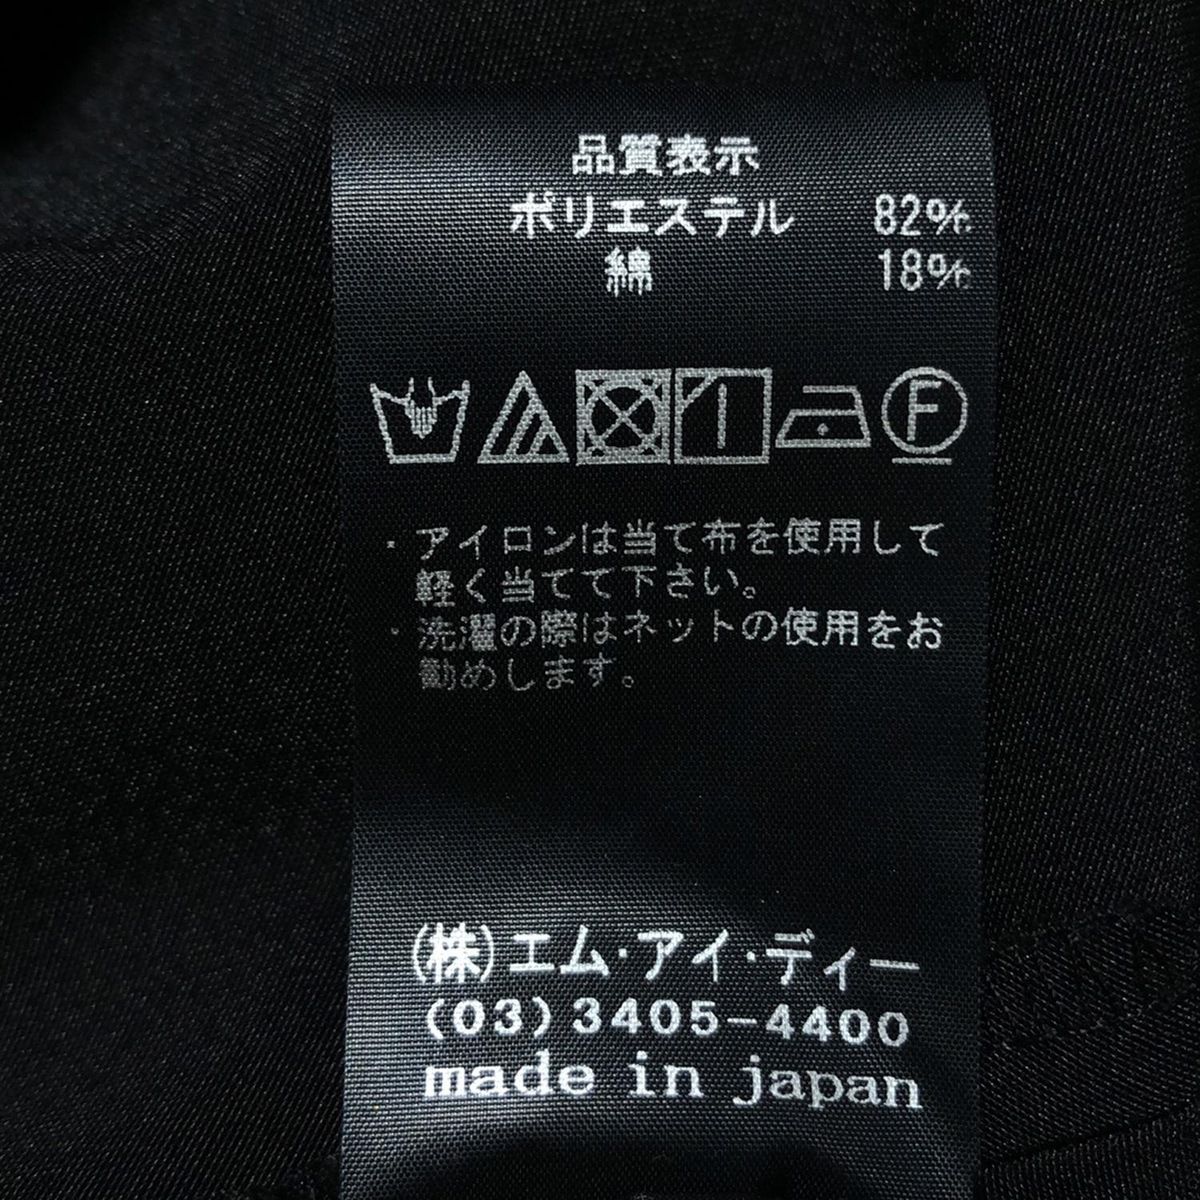 品質表示
ポリエステル 82%
綿 18%
F
・アイロンは当て布を使用して
軽く当てて下さい。
・洗濯の際はネットの使用をお
勧めします。
(株)エム・アイ・ディー
(03)3405-4400
made in japan